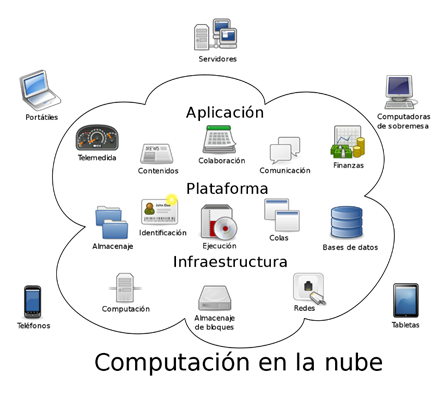 Servidores
Portátiles
Computadoras
de sobremesa
Aplicación
Telemedida
NEWS
Contenidos
Colaboración
Comunicación
Finanzas
Plataforma
Almacenaje
Identificación
Ejecución
Colas
Bases de datos
Infraestructura
Computación
Almacenaje
de bloques
Redes
Teléfonos
Tabletas
Computación en la nube